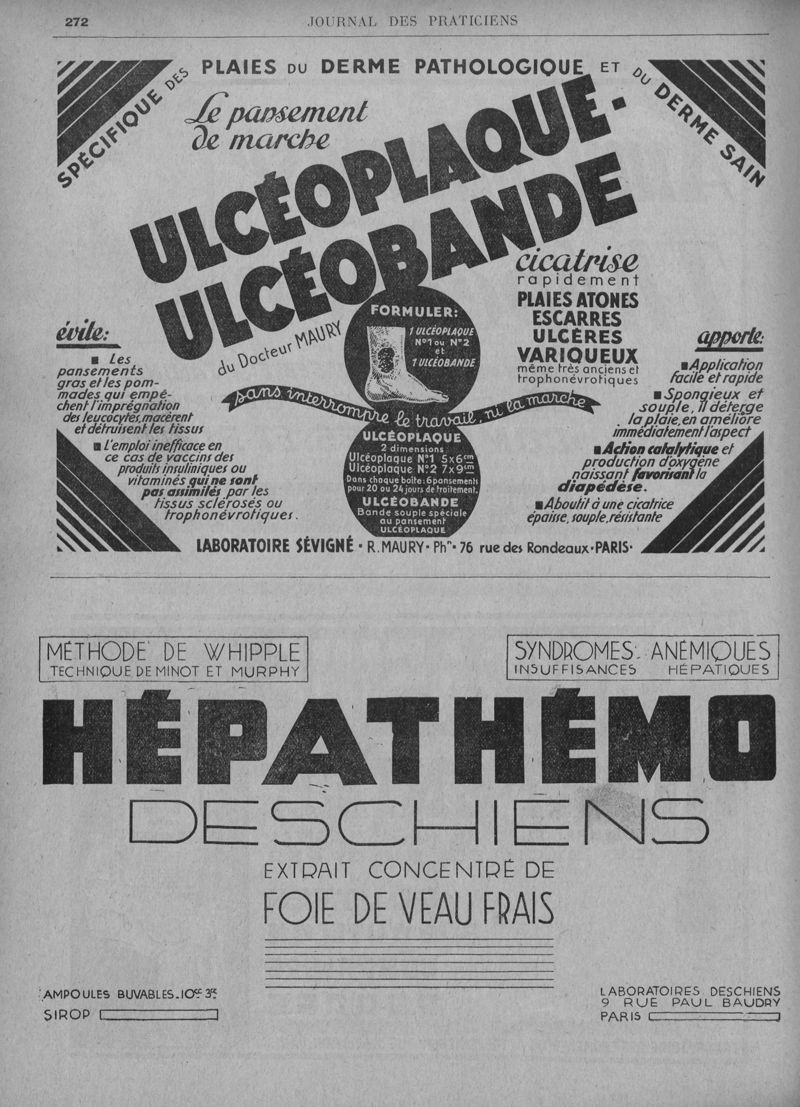 272
JOURNAL DES PRATICIENS
SPÉCIFIQUE DES PLAIES DU DERME PATHOLOGIQUE ET DU DERME SAIN
Le pansement
de marche
ULCÉOPLAQUE-
ULCÉOBANDE
du Docteur MAURY
cicatrise
rapidement
PLAIES ATONES
ESCARRES
ULCÈRES
VARIQUEUX
même très anciens et
trophonévrotiques
FORMULER:
1 ULCÉOPLAQUE
N°1 ou N°2
et
1 ULCÉOBANDE
sans interrompre le travail, ni la marche
évite:
Les
pansements
gras et les pom-
mades qui empê-
chent l'imprégnation
des leucocytes, macèrent
et détruisent les tissus
L'emploi inefficace en
ce cas de vaccins des
produits insuliniques ou
vitaminés qui ne sont
pas assimilés par les
tissus sclérosés ou
trophonévrotiques.
ULCÉOPLAQUE
2 dimensions
Ulcéoplaque N°1 5x6cm
Ulcéoplaque N°2 7x9cm
Dans chaque boîte: 6 pansements
pour 20 ou 24 jours de traitement.
ULCÉOBANDE
Bande souple spéciale
au pansement
ULCÉOPLAQUE
apporte:
Application
facile et rapide
Spongieux et
souple, il déterge
la plaie, en améliore
immédiatement l'aspect
Action catalytique et
production d'oxygène
naissant favorisant la
diapédèse.
Aboutit à une cicatrice
épaisse, souple, résistante
LABORATOIRE SÉVIGNÉ · R. MAURY · Phn · 76 rue des Rondeaux · PARIS ·
MÉTHODE DE WHIPPLE
TECHNIQUE DE MINOT ET MURPHY
SYNDROMES ANÉMIQUES
INSUFFISANCES HÉPATIQUES
HÉPATHÉMO
DESCHIENS
EXTRAIT CONCENTRÉ DE
FOIE DE VEAU FRAIS
AMPOULES BUVABLES_10cc 3cc
SIROP
LABORATOIRES DESCHIENS
9 RUE PAUL BAUDRY
PARIS